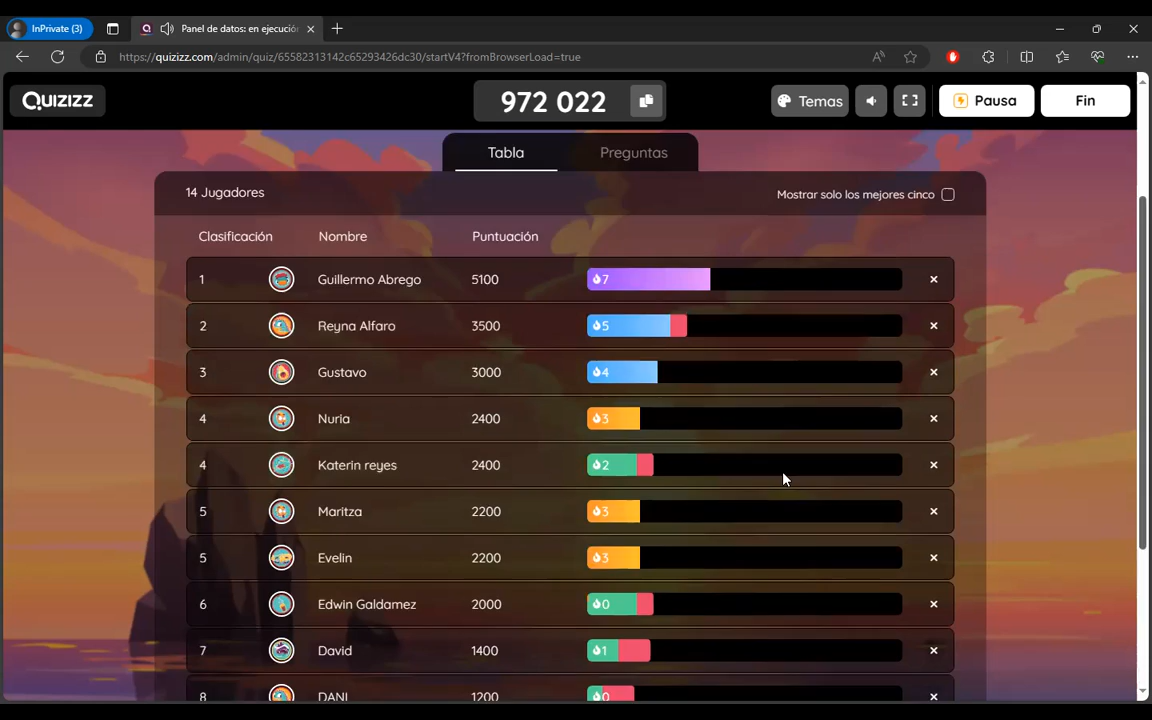 InPrivate (3)
Panel de datos: en ejecución
https://quizizz.com/admin/quiz/65582313142c65293426dc30/startV4?fromBrowserLoad=true
Quizizz
972 022
Temas
Pausa
Fin
Tabla
Preguntas
14 Jugadores
Mostrar solo los mejores cinco
Clasificación Nombre Puntuación
1 Guillermo Abrego 5100 7
2 Reyna Alfaro 3500 5
3 Gustavo 3000 4
4 Nuria 2400 3
4 Katerin reyes 2400 2
5 Maritza 2200 3
5 Evelin 2200 3
6 Edwin Galdamez 2000 0
7 David 1400 1
8 DANI 1200 0